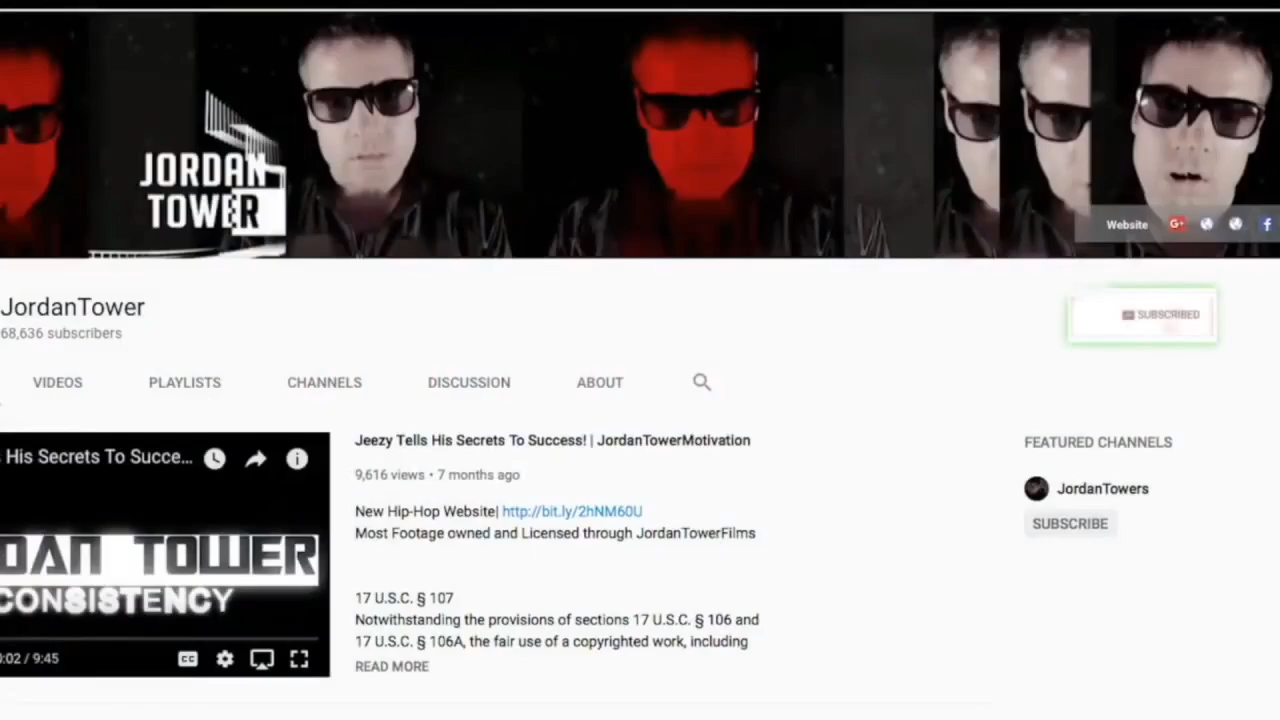 JORDAN
TOWER
Website
JordanTower
68,636 subscribers
SUBSCRIBED
VIDEOS
PLAYLISTS
CHANNELS
DISCUSSION
ABOUT
His Secrets To Succe...
DAN TOWER
CONSISTENCY
0:02 / 9:45
Jeezy Tells His Secrets To Success! | JordanTowerMotivation
9,616 views • 7 months ago
New Hip-Hop Website| http://bit.ly/2hNM60U
Most Footage owned and Licensed through JordanTowerFilms
17 U.S.C. § 107
Notwithstanding the provisions of sections 17 U.S.C. § 106 and
17 U.S.C. § 106A, the fair use of a copyrighted work, including
READ MORE
FEATURED CHANNELS
JordanTowers
SUBSCRIBE